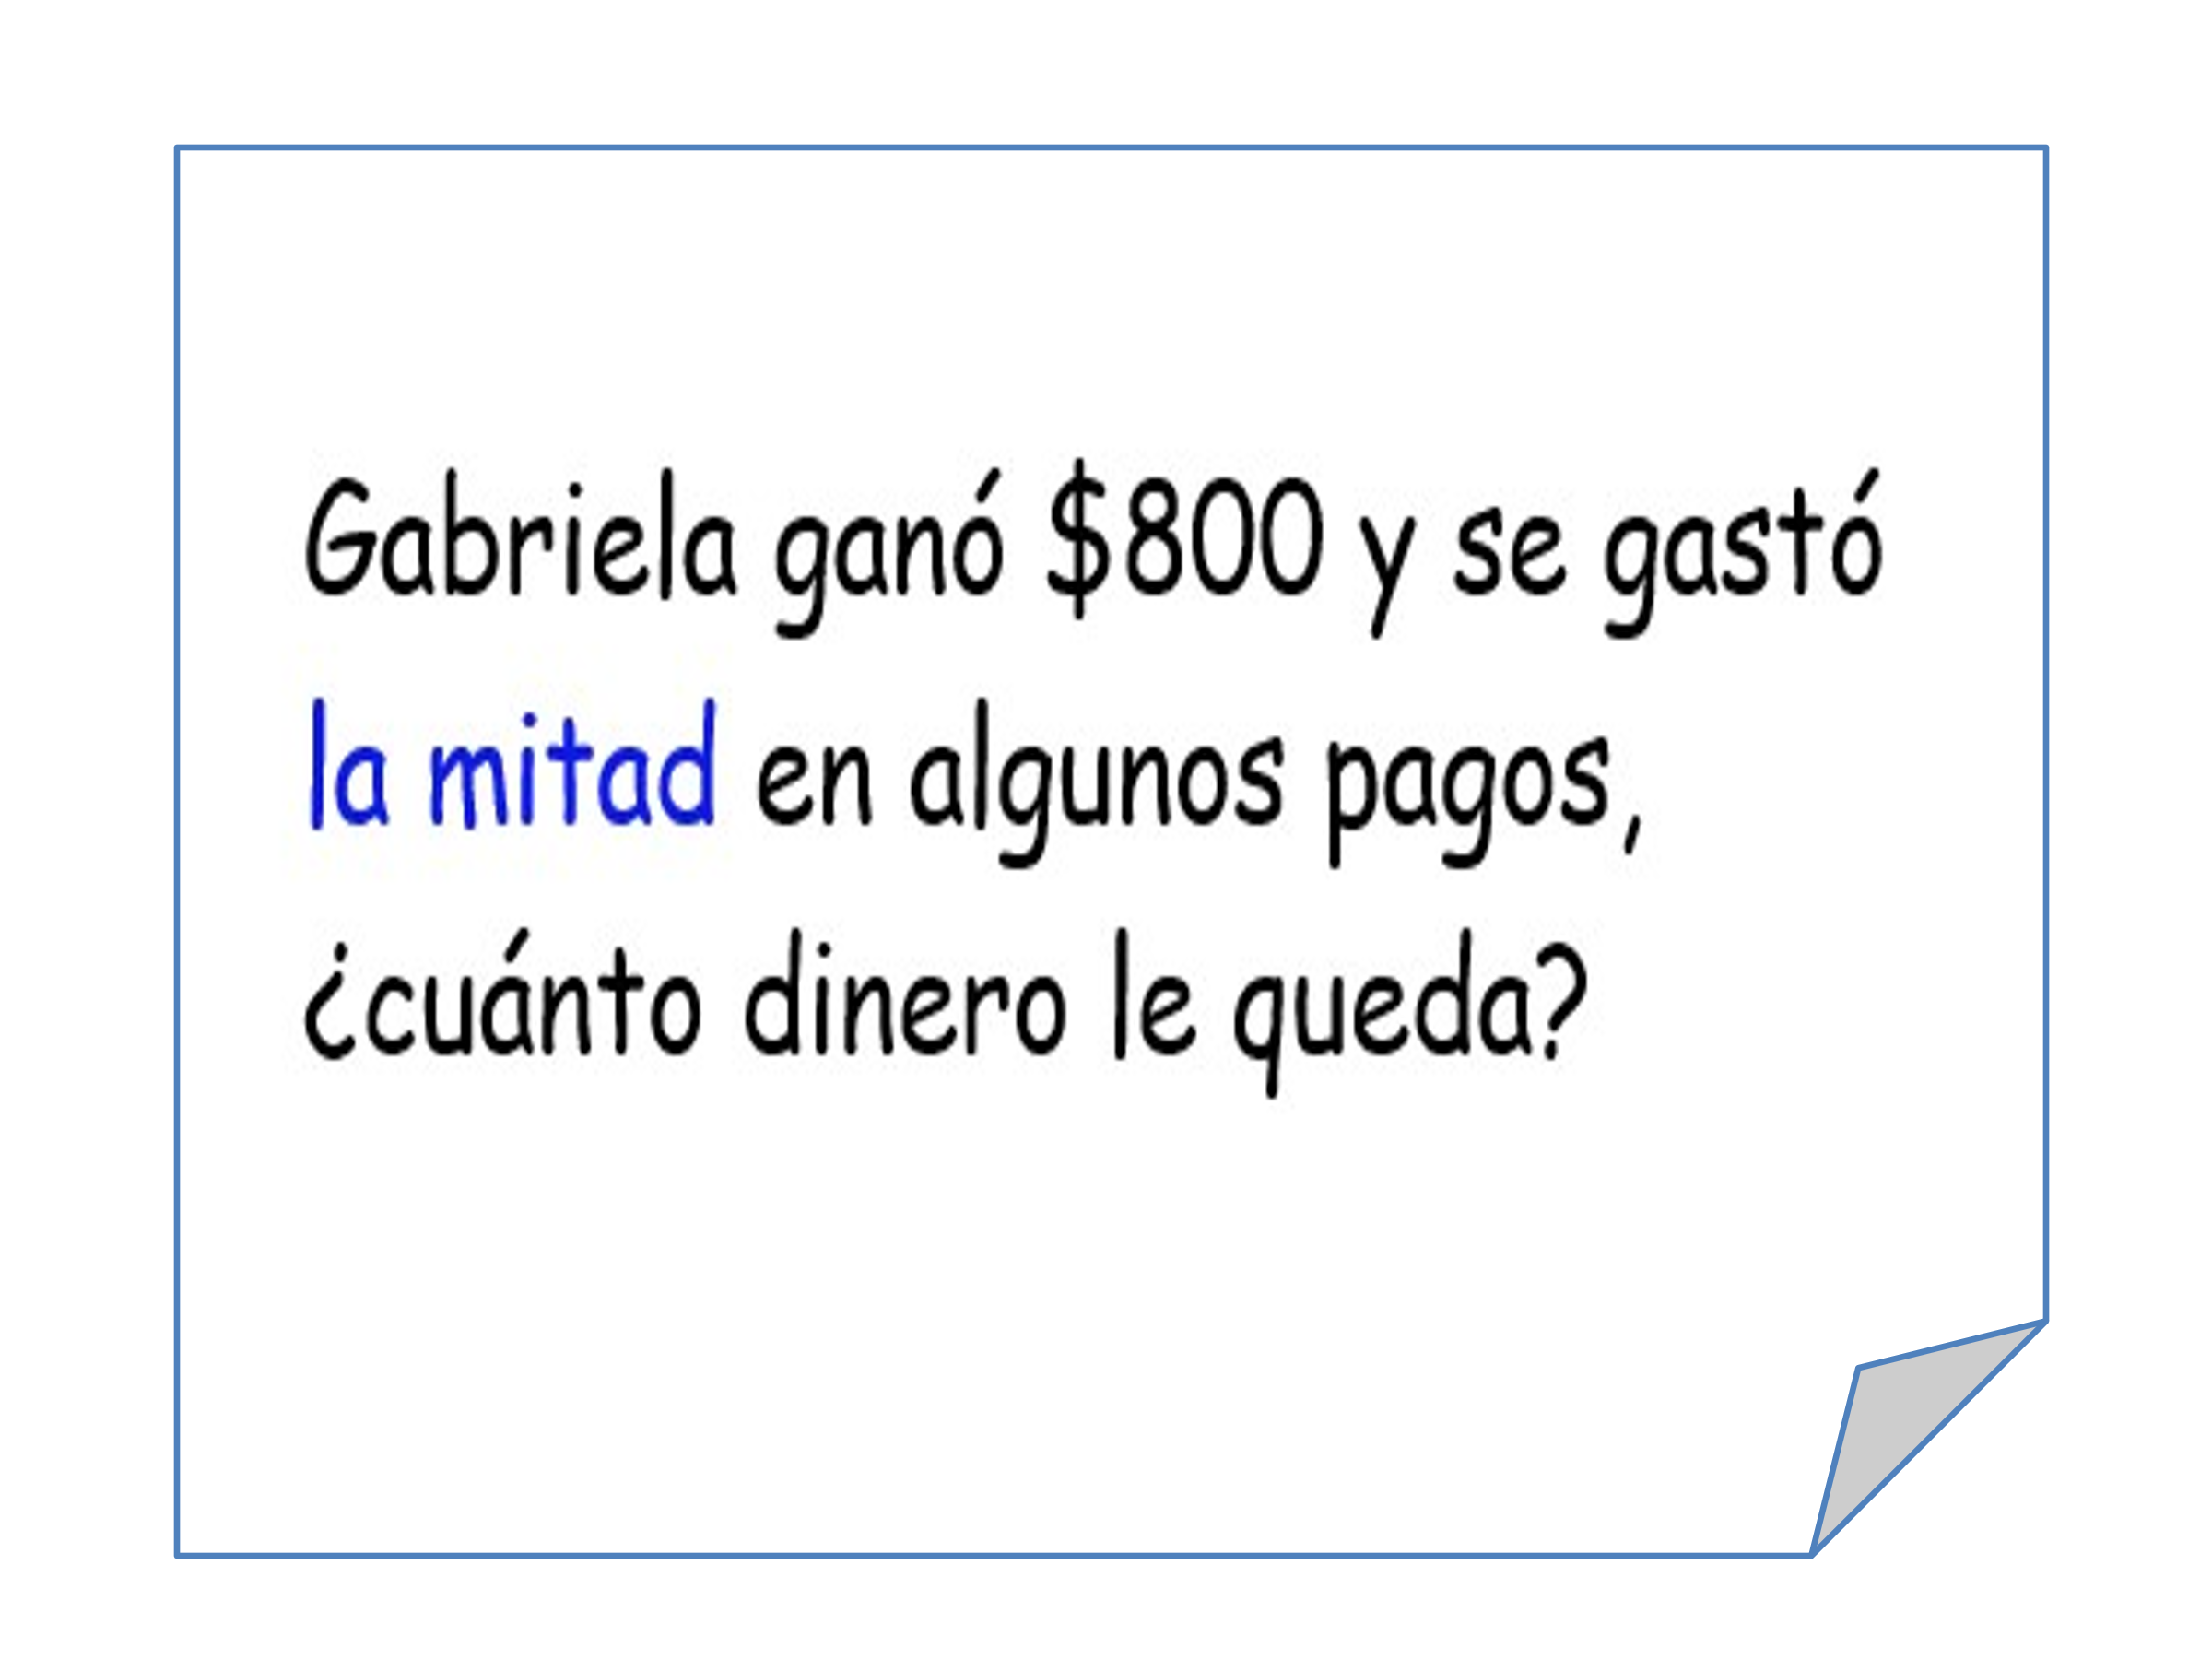 Gabriela ganó $800 y se gastó
la mitad en algunos pagos,
¿cuánto dinero le queda?